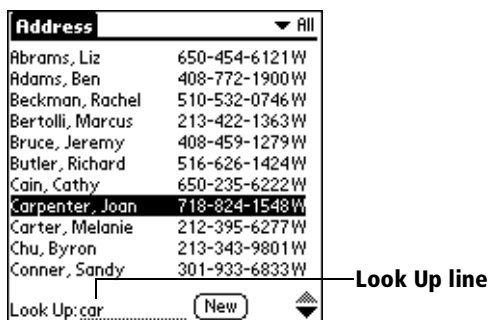 Address ▼ All
Abrams, Liz 650-454-6121W
Adams, Ben 408-772-1900W
Beckman, Rachel 510-532-0746W
Bertolli, Marcus 213-422-1363W
Bruce, Jeremy 408-459-1279W
Butler, Richard 516-626-1424W
Cain, Cathy 650-235-6222W
Carpenter, Joan 718-824-1548W
Carter, Melanie 212-395-6277W
Chu, Byron 213-343-9801W
Conner, Sandy 301-933-6833W
Look Up line
Look Up: car New